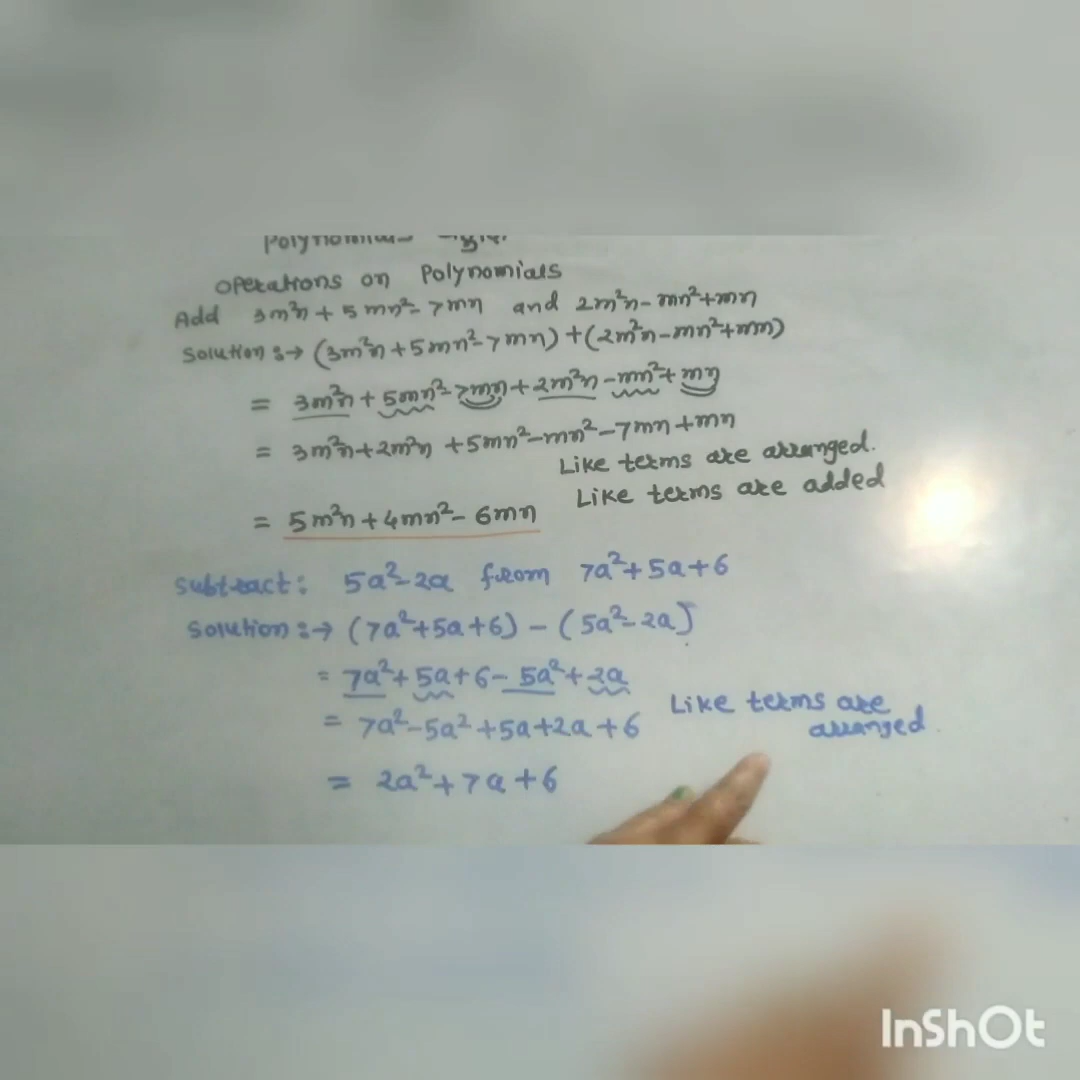 Operations on Polynomials
Add 3m²n + 5mn² - 7mn and 2m²n - mn² + mn
Solution :→ (3m²n + 5mn² - 7mn) + (2m²n - mn² + mn)
= 3m²n + 5mn² - 7mn + 2m²n - mn² + mn
= 3m²n + 2m²n + 5mn² - mn² - 7mn + mn
Like terms are arranged.
Like terms are added
= 5m²n + 4mn² - 6mn
Subtract: 5a² - 2a from 7a² + 5a + 6
Solution :→ (7a² + 5a + 6) - (5a² - 2a)
= 7a² + 5a + 6 - 5a² + 2a
= 7a² - 5a² + 5a + 2a + 6
Like terms are
arranged.
= 2a² + 7a + 6
InShOt